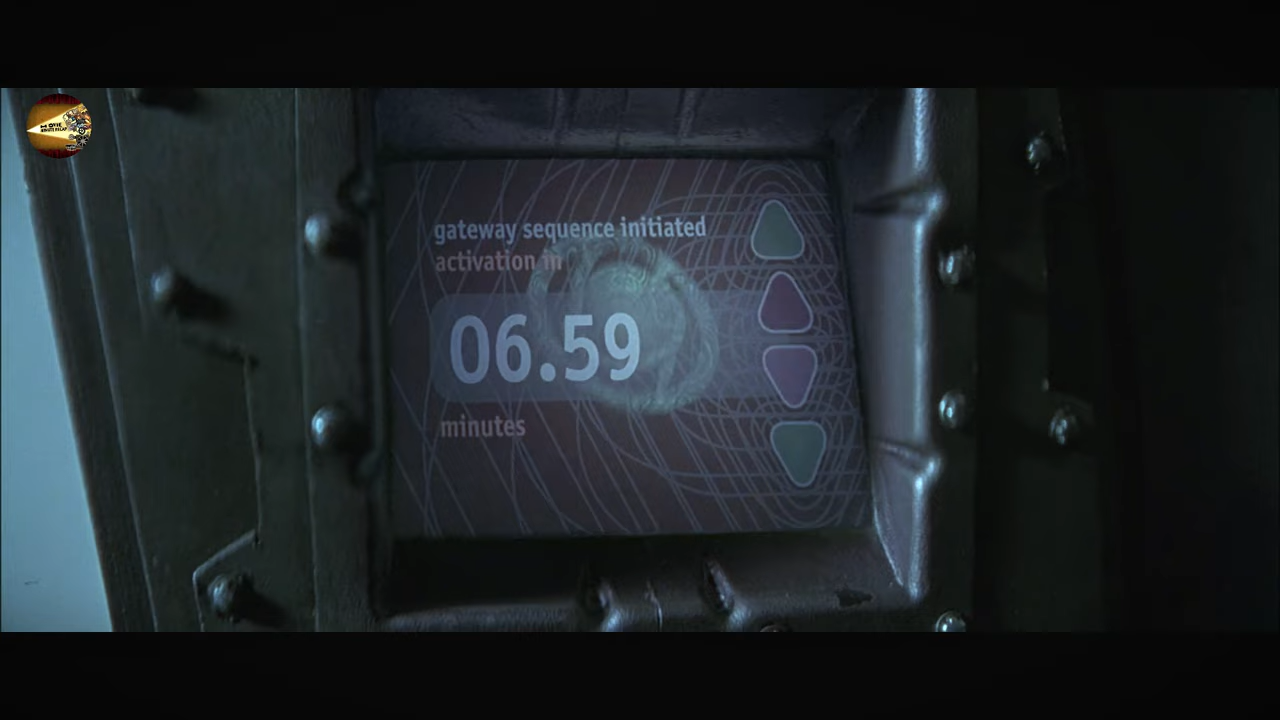 gateway sequence initiated
activation in
06.59
minutes